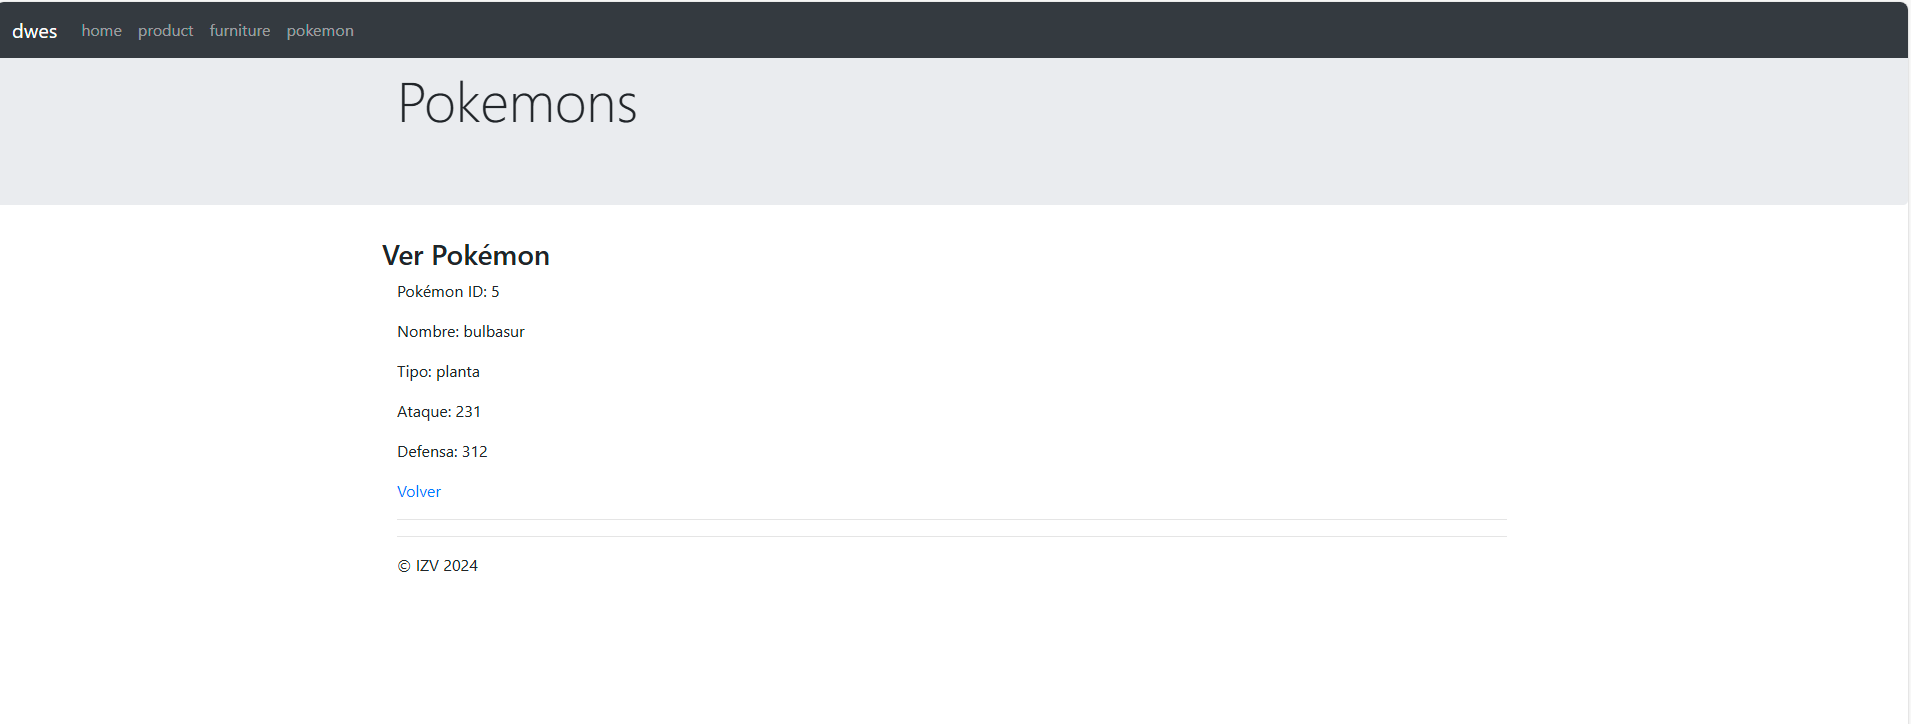 dwes home product furniture pokemon
Pokemons
Ver Pokémon
Pokémon ID: 5
Nombre: bulbasur
Tipo: planta
Ataque: 231
Defensa: 312
Volver
© IZV 2024